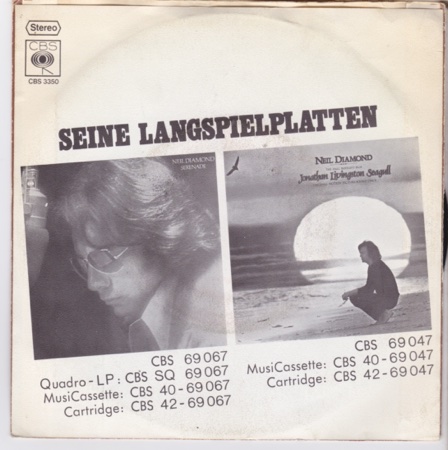 Stereo
CBS
CBS 3350
SEINE LANGSPIELPLATTEN
NEIL DIAMOND
SERENADE
NEIL DIAMOND
Jonathan Livingston Seagull
CBS 69067
Quadro-LP: CBS SQ 69067
MusiCassette: CBS 40-69067
Cartridge: CBS 42-69067
CBS 69047
MusiCassette: CBS 40-69047
Cartridge: CBS 42-69047